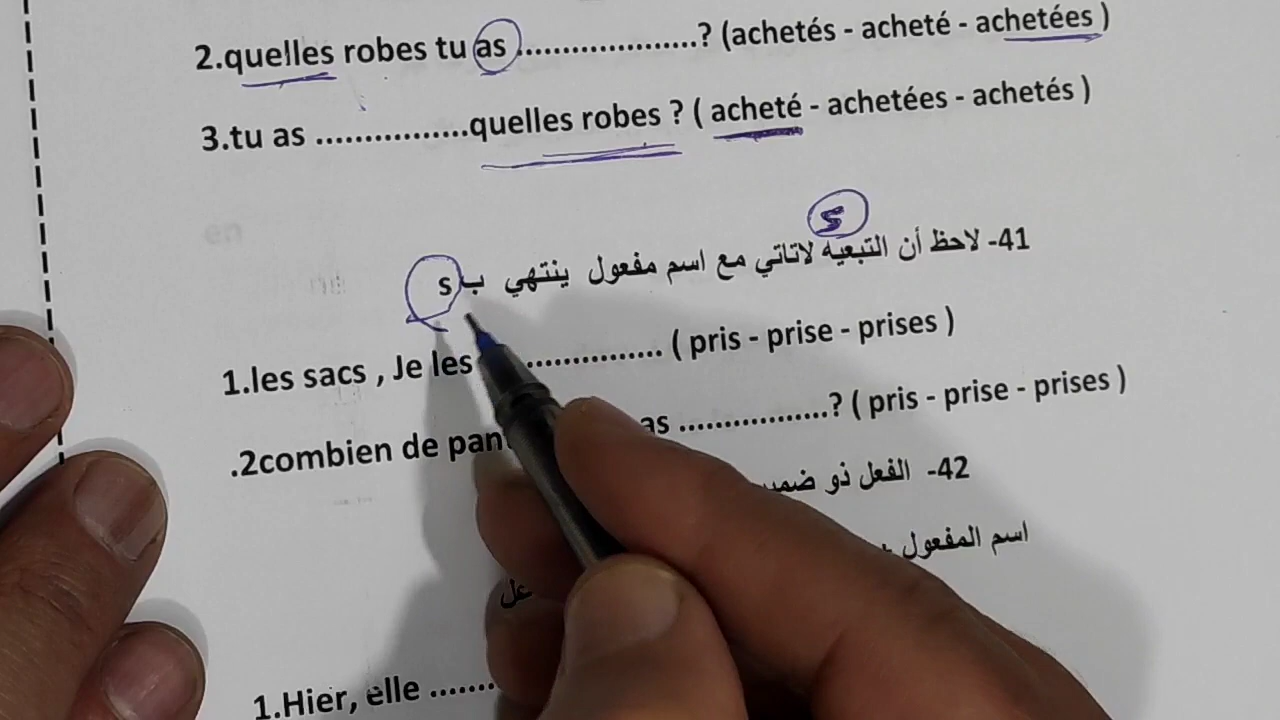 2.quelles robes tu as ....................? (achetés - acheté - achetées )
3.tu as ................quelles robes ? ( acheté - achetées - achetés )
s
41- لاحظ أن التبعيه لاتاتي مع اسم مفعول ينتهي ب s
1.les sacs , Je les ............... ( pris - prise - prises )
.2combien de as .................? ( pris - prise - prises )
42- الفعل ذو
اسم المفعول
1.Hier, elle .......